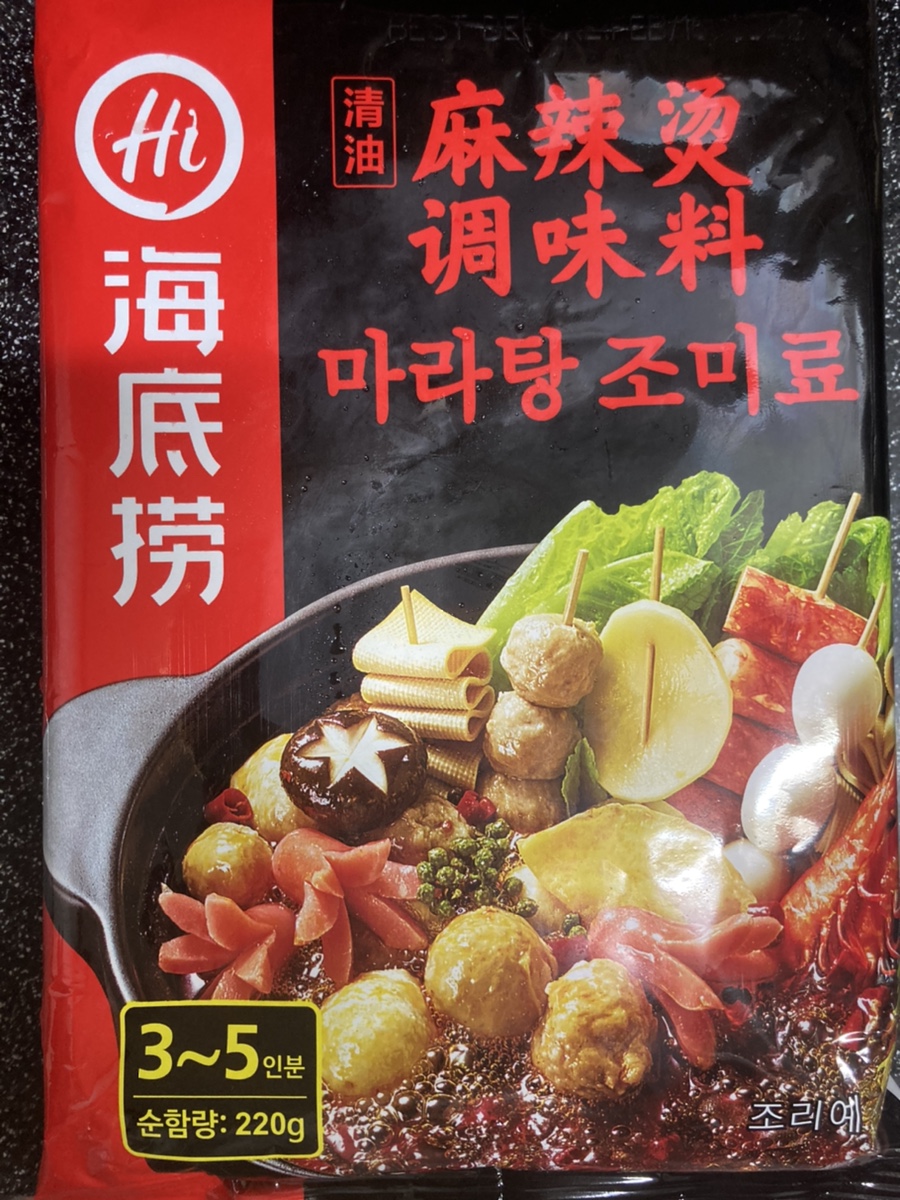 Hi
海底捞
清油
麻辣烫
调味料
마라탕 조미료
3~5인분
순함량: 220g
조리예